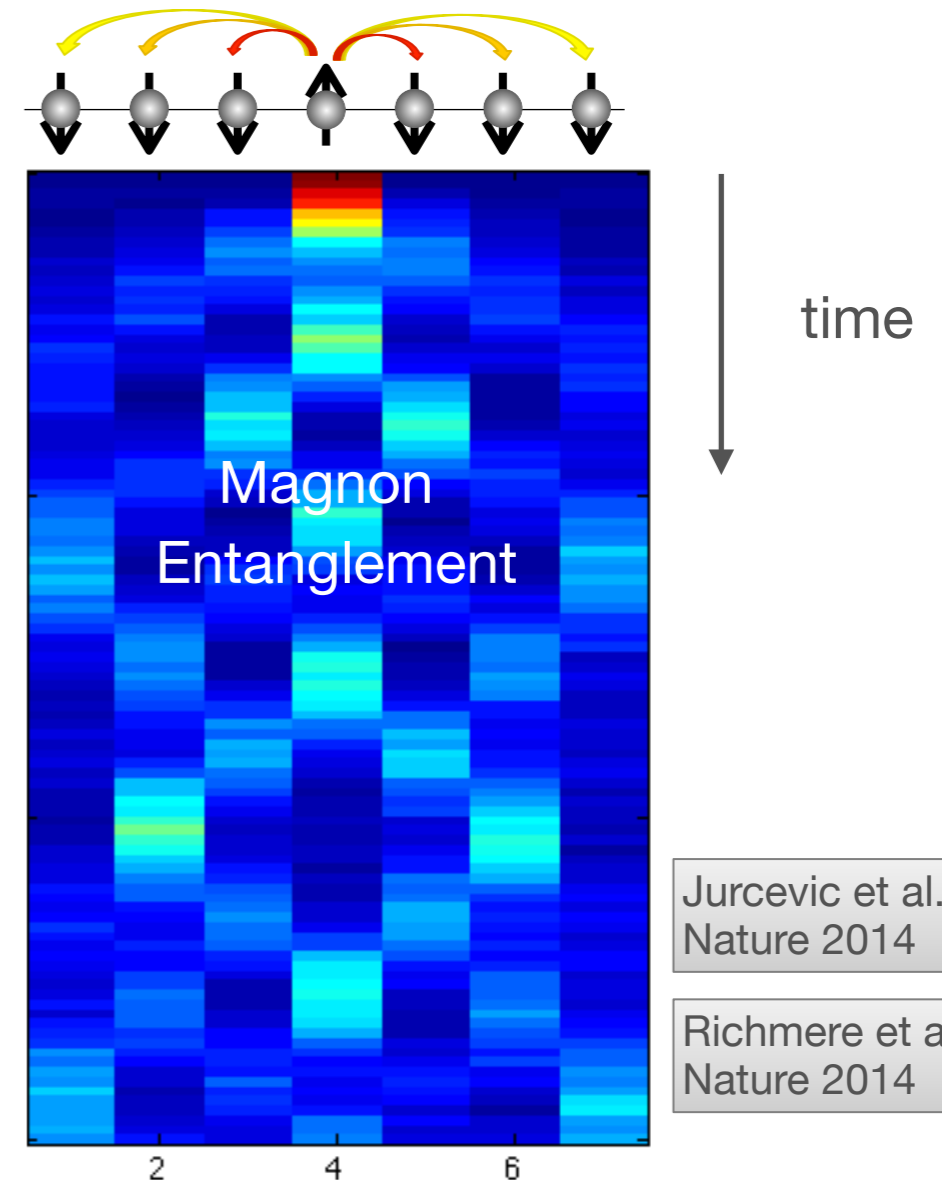 time
Magnon
Entanglement
Jurcevic et al.
Nature 2014
Richmere et a
Nature 2014
2 4 6